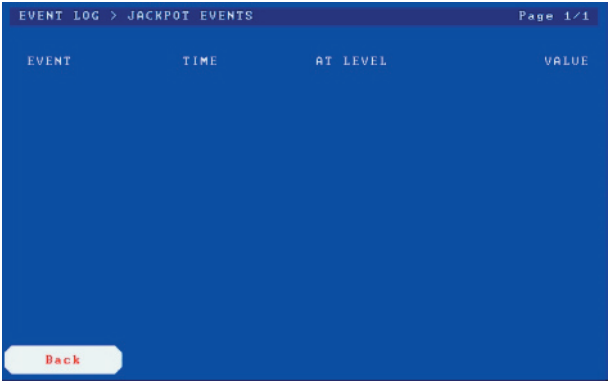 EVENT LOG > JACKPOT EVENTS Page 1/1
EVENT TIME AT LEVEL VALUE
Back